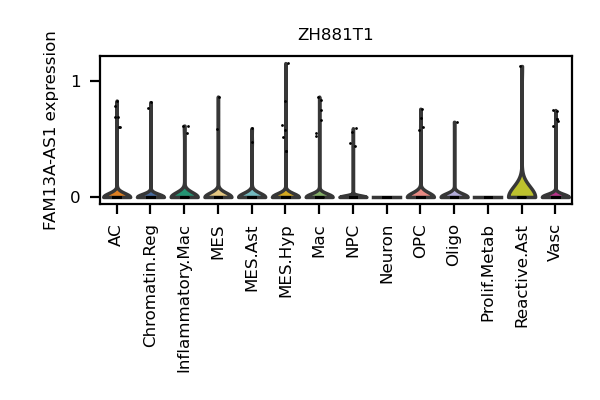 ZH881T1
FAM13A-AS1 expression
1
0
AC
Chromatin.Reg
Inflammatory.Mac
MES
MES.Ast
MES.Hyp
Mac
NPC
Neuron
OPC
Oligo
Prolif.Metab
Reactive.Ast
Vasc